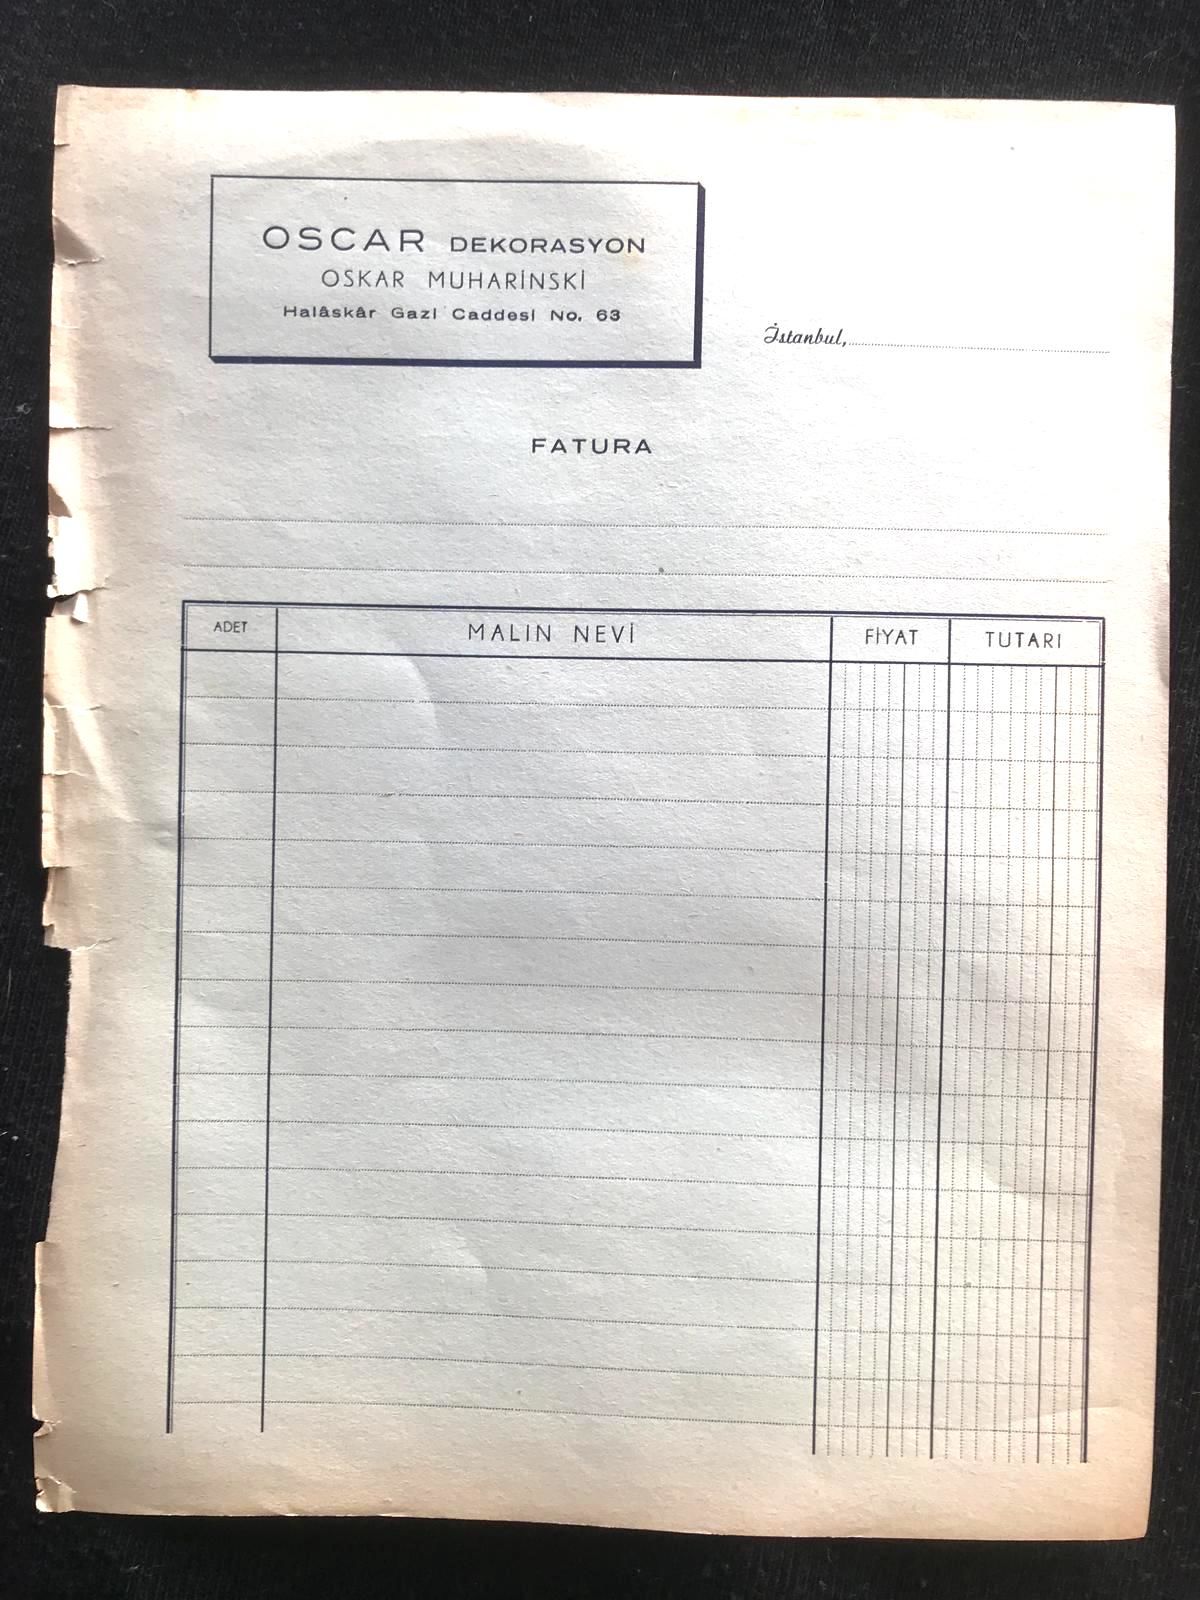 OSCAR DEKORASYON
OSKAR MUHARİNSKİ
Halâskâr Gazi Caddesi No. 63
İstanbul,
FATURA
ADET MALIN NEVİ FİYAT TUTARI